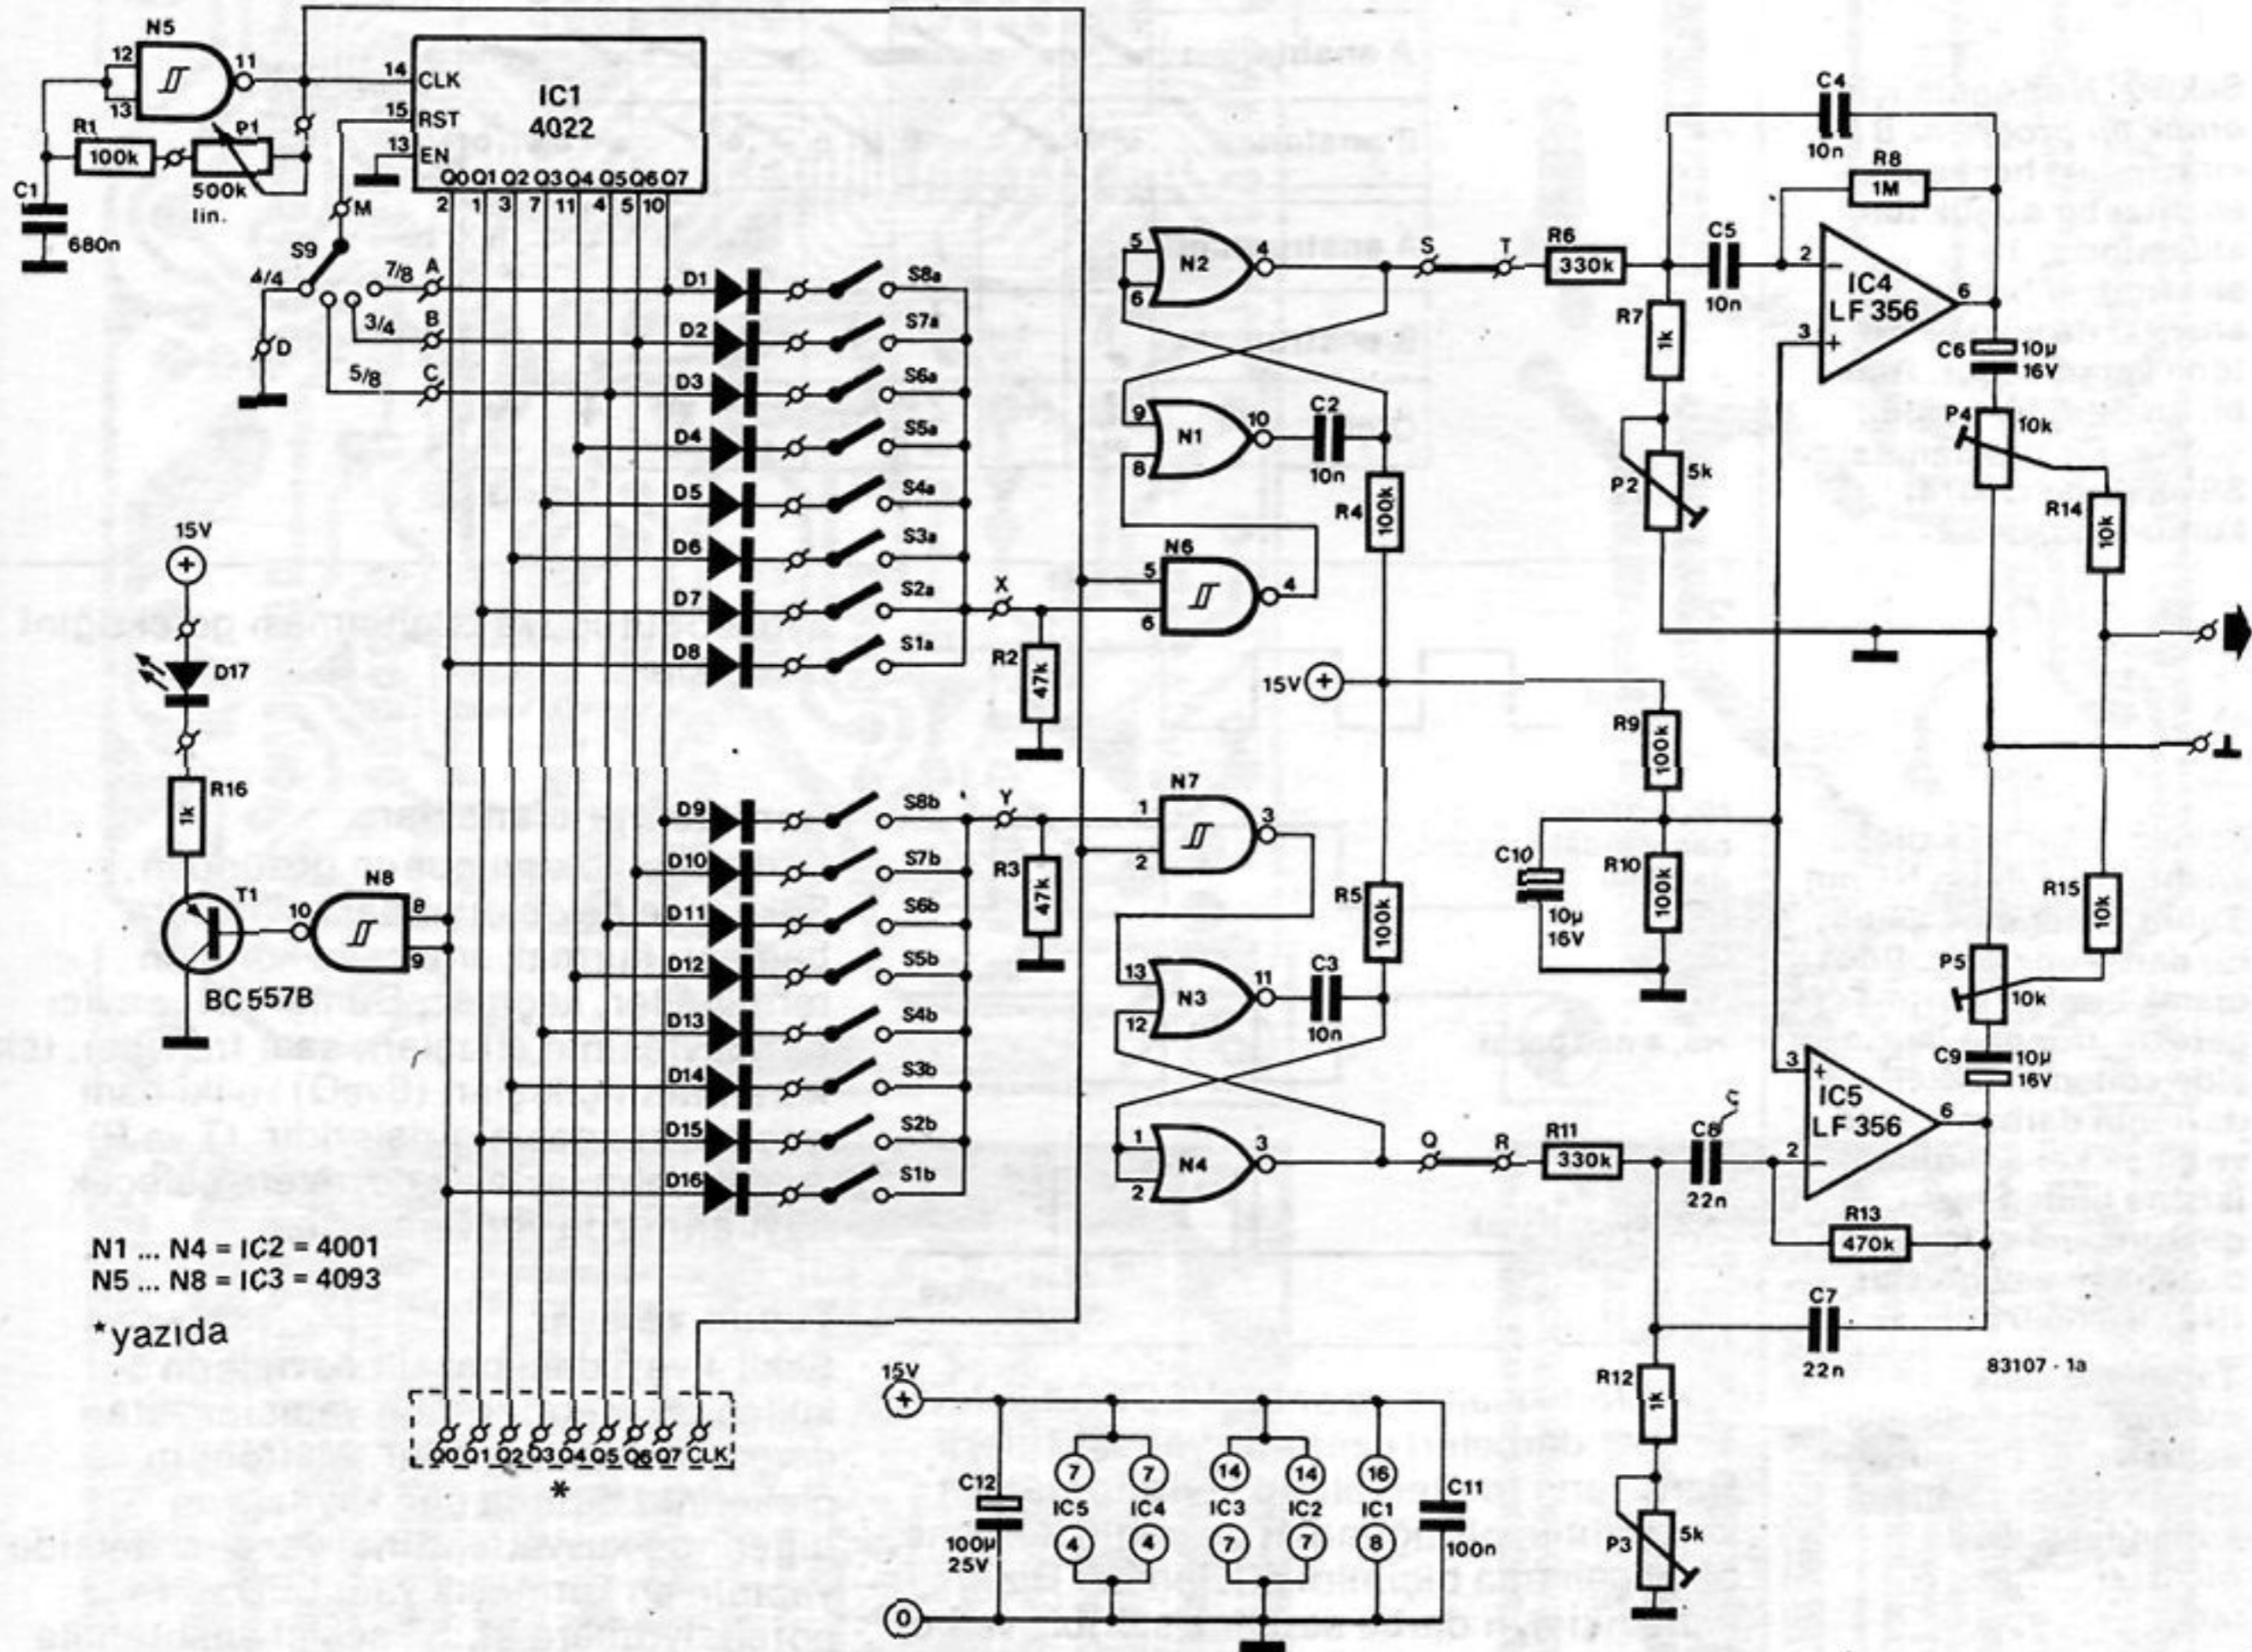 N5
12
13
11
14
CLK
15
RST
13
EN
IC1
4022
Q0 Q1 Q2 Q3 Q4 Q5 Q6 Q7
2 1 3 7 11 4 5 10
R1
100k
P1
500k
lin.
C1
680n
M
S9
4/4
7/8
A
3/4
B
5/8
C
D
D1
S8a
D2
S7a
D3
S6a
D4
S5a
D5
S4a
D6
S3a
D7
S2a
D8
S1a
X
R2
47k
15V
+
D17
R16
1k
T1
BC557B
N8
10
8
9
D9
S8b
D10
S7b
D11
S6b
D12
S5b
D13
S4b
D14
S3b
D15
S2b
D16
S1b
Y
R3
47k
N2
5
6
4
N1
9
8
10
C2
10n
R4
100k
N6
5
6
4
15V +
N7
1
2
3
R5
100k
N3
13
12
11
C3
10n
N4
1
2
3
S
T
R6
330k
R7
1k
P2
5k
C4
10n
R8
1M
C5
10n
2
3
6
−
+
IC4
LF 356
C6
10µ
16V
P4
10k
R14
10k
R9
100k
C10
10µ
16V
R10
100k
R15
10k
P5
10k
C9
10µ
16V
3
2
6
+
−
IC5
LF 356
Q
R
R11
330k
C8
22n
R13
470k
C7
22n
R12
1k
P3
5k
83107 - 1a
N1 ... N4 = IC2 = 4001
N5 ... N8 = IC3 = 4093
*yazıda
Q0 Q1 Q2 Q3 Q4 Q5 Q6 Q7 CLK
*
15V
+
C12
100µ
25V
7 7 14 14 16
IC5 IC4 IC3 IC2 IC1
4 4 7 7 8
C11
100n
0